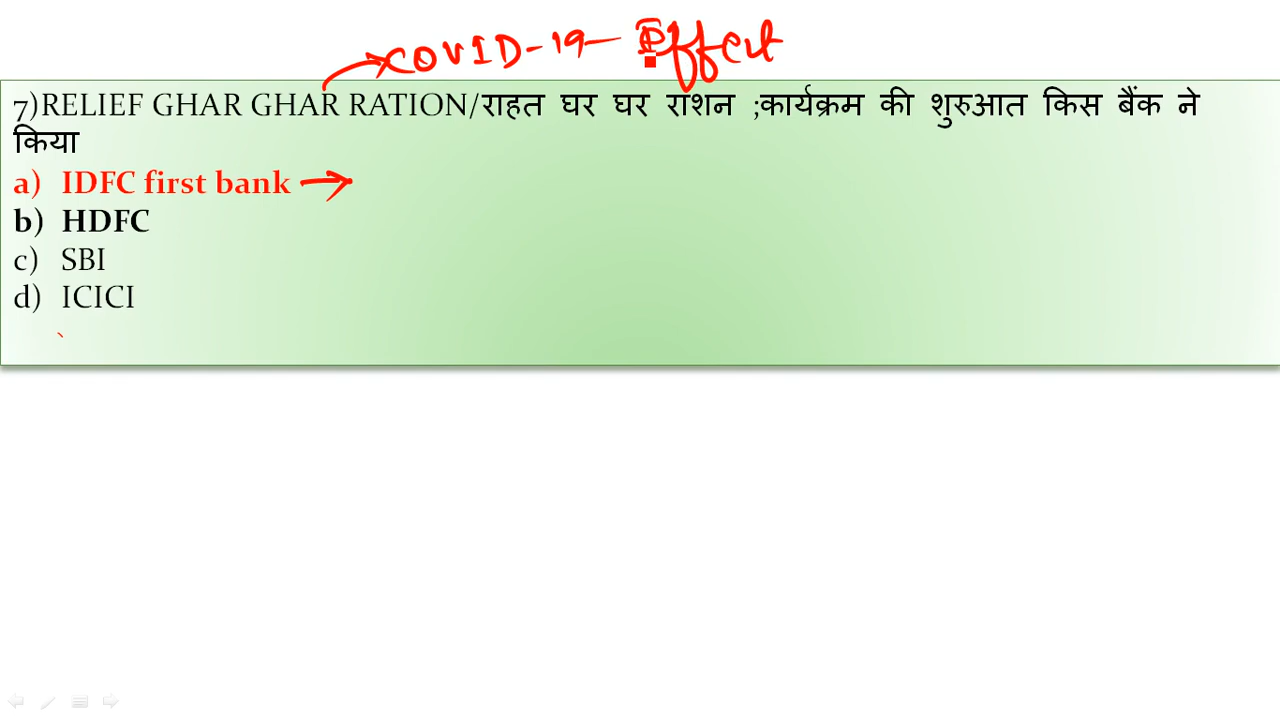 COVID-19- Effect
7)RELIEF GHAR GHAR RATION/राहत घर घर राशन ;कार्यक्रम की शुरुआत किस बैंक ने
किया
a) IDFC first bank
b) HDFC
c) SBI
d) ICICI